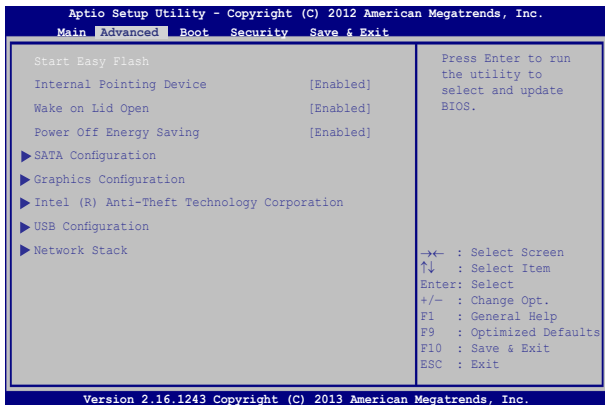 Aptio Setup Utility - Copyright (C) 2012 American Megatrends, Inc.
Main Advanced Boot Security Save & Exit
Start Easy Flash
Internal Pointing Device [Enabled]
Wake on Lid Open [Enabled]
Power Off Energy Saving [Enabled]
SATA Configuration
Graphics Configuration
Intel (R) Anti-Theft Technology Corporation
USB Configuration
Network Stack
Press Enter to run
the utility to
select and update
BIOS.
→← : Select Screen
↑↓ : Select Item
Enter: Select
+/— : Change Opt.
F1 : General Help
F9 : Optimized Defaults
F10 : Save & Exit
ESC : Exit
Version 2.16.1243 Copyright (C) 2013 American Megatrends, Inc.